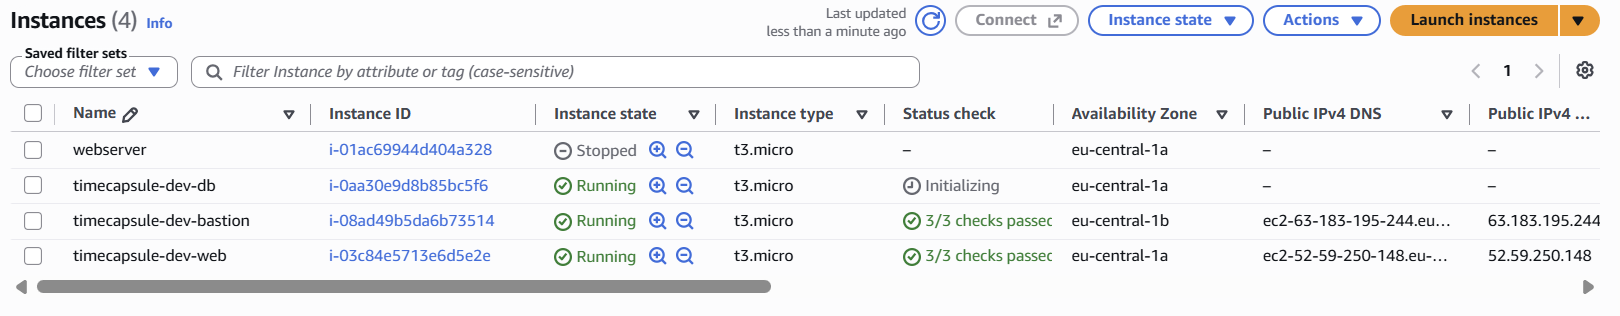 Instances (4) Info
Last updated
less than a minute ago
Connect
Instance state
Actions
Launch instances
Saved filter sets
Choose filter set
Filter Instance by attribute or tag (case-sensitive)
1
Name Instance ID Instance state Instance type Status check Availability Zone Public IPv4 DNS Public IPv4 ...
webserver i-01ac69944d404a328 Stopped t3.micro – eu-central-1a – –
timecapsule-dev-db i-0aa30e9d8b85bc5f6 Running t3.micro Initializing eu-central-1a – –
timecapsule-dev-bastion i-08ad49b5da6b73514 Running t3.micro 3/3 checks passec eu-central-1b ec2-63-183-195-244.eu... 63.183.195.244
timecapsule-dev-web i-03c84e5713e6d5e2e Running t3.micro 3/3 checks passec eu-central-1a ec2-52-59-250-148.eu-... 52.59.250.148